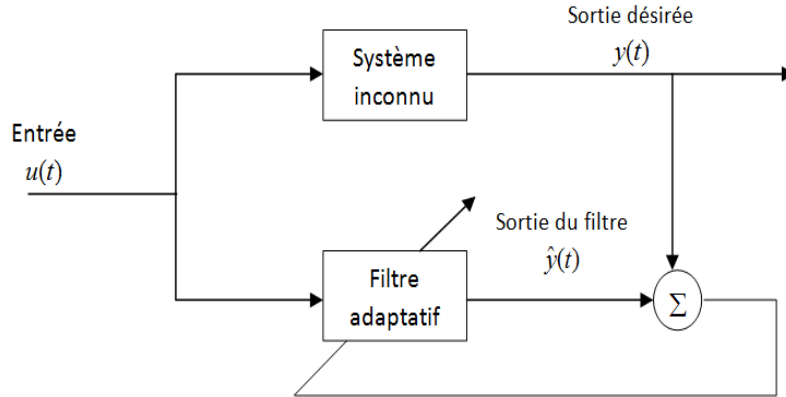 Sortie désirée
y(t)
Système
inconnu
Entrée
u(t)
Sortie du filtre
ŷ(t)
Filtre
adaptatif
Σ